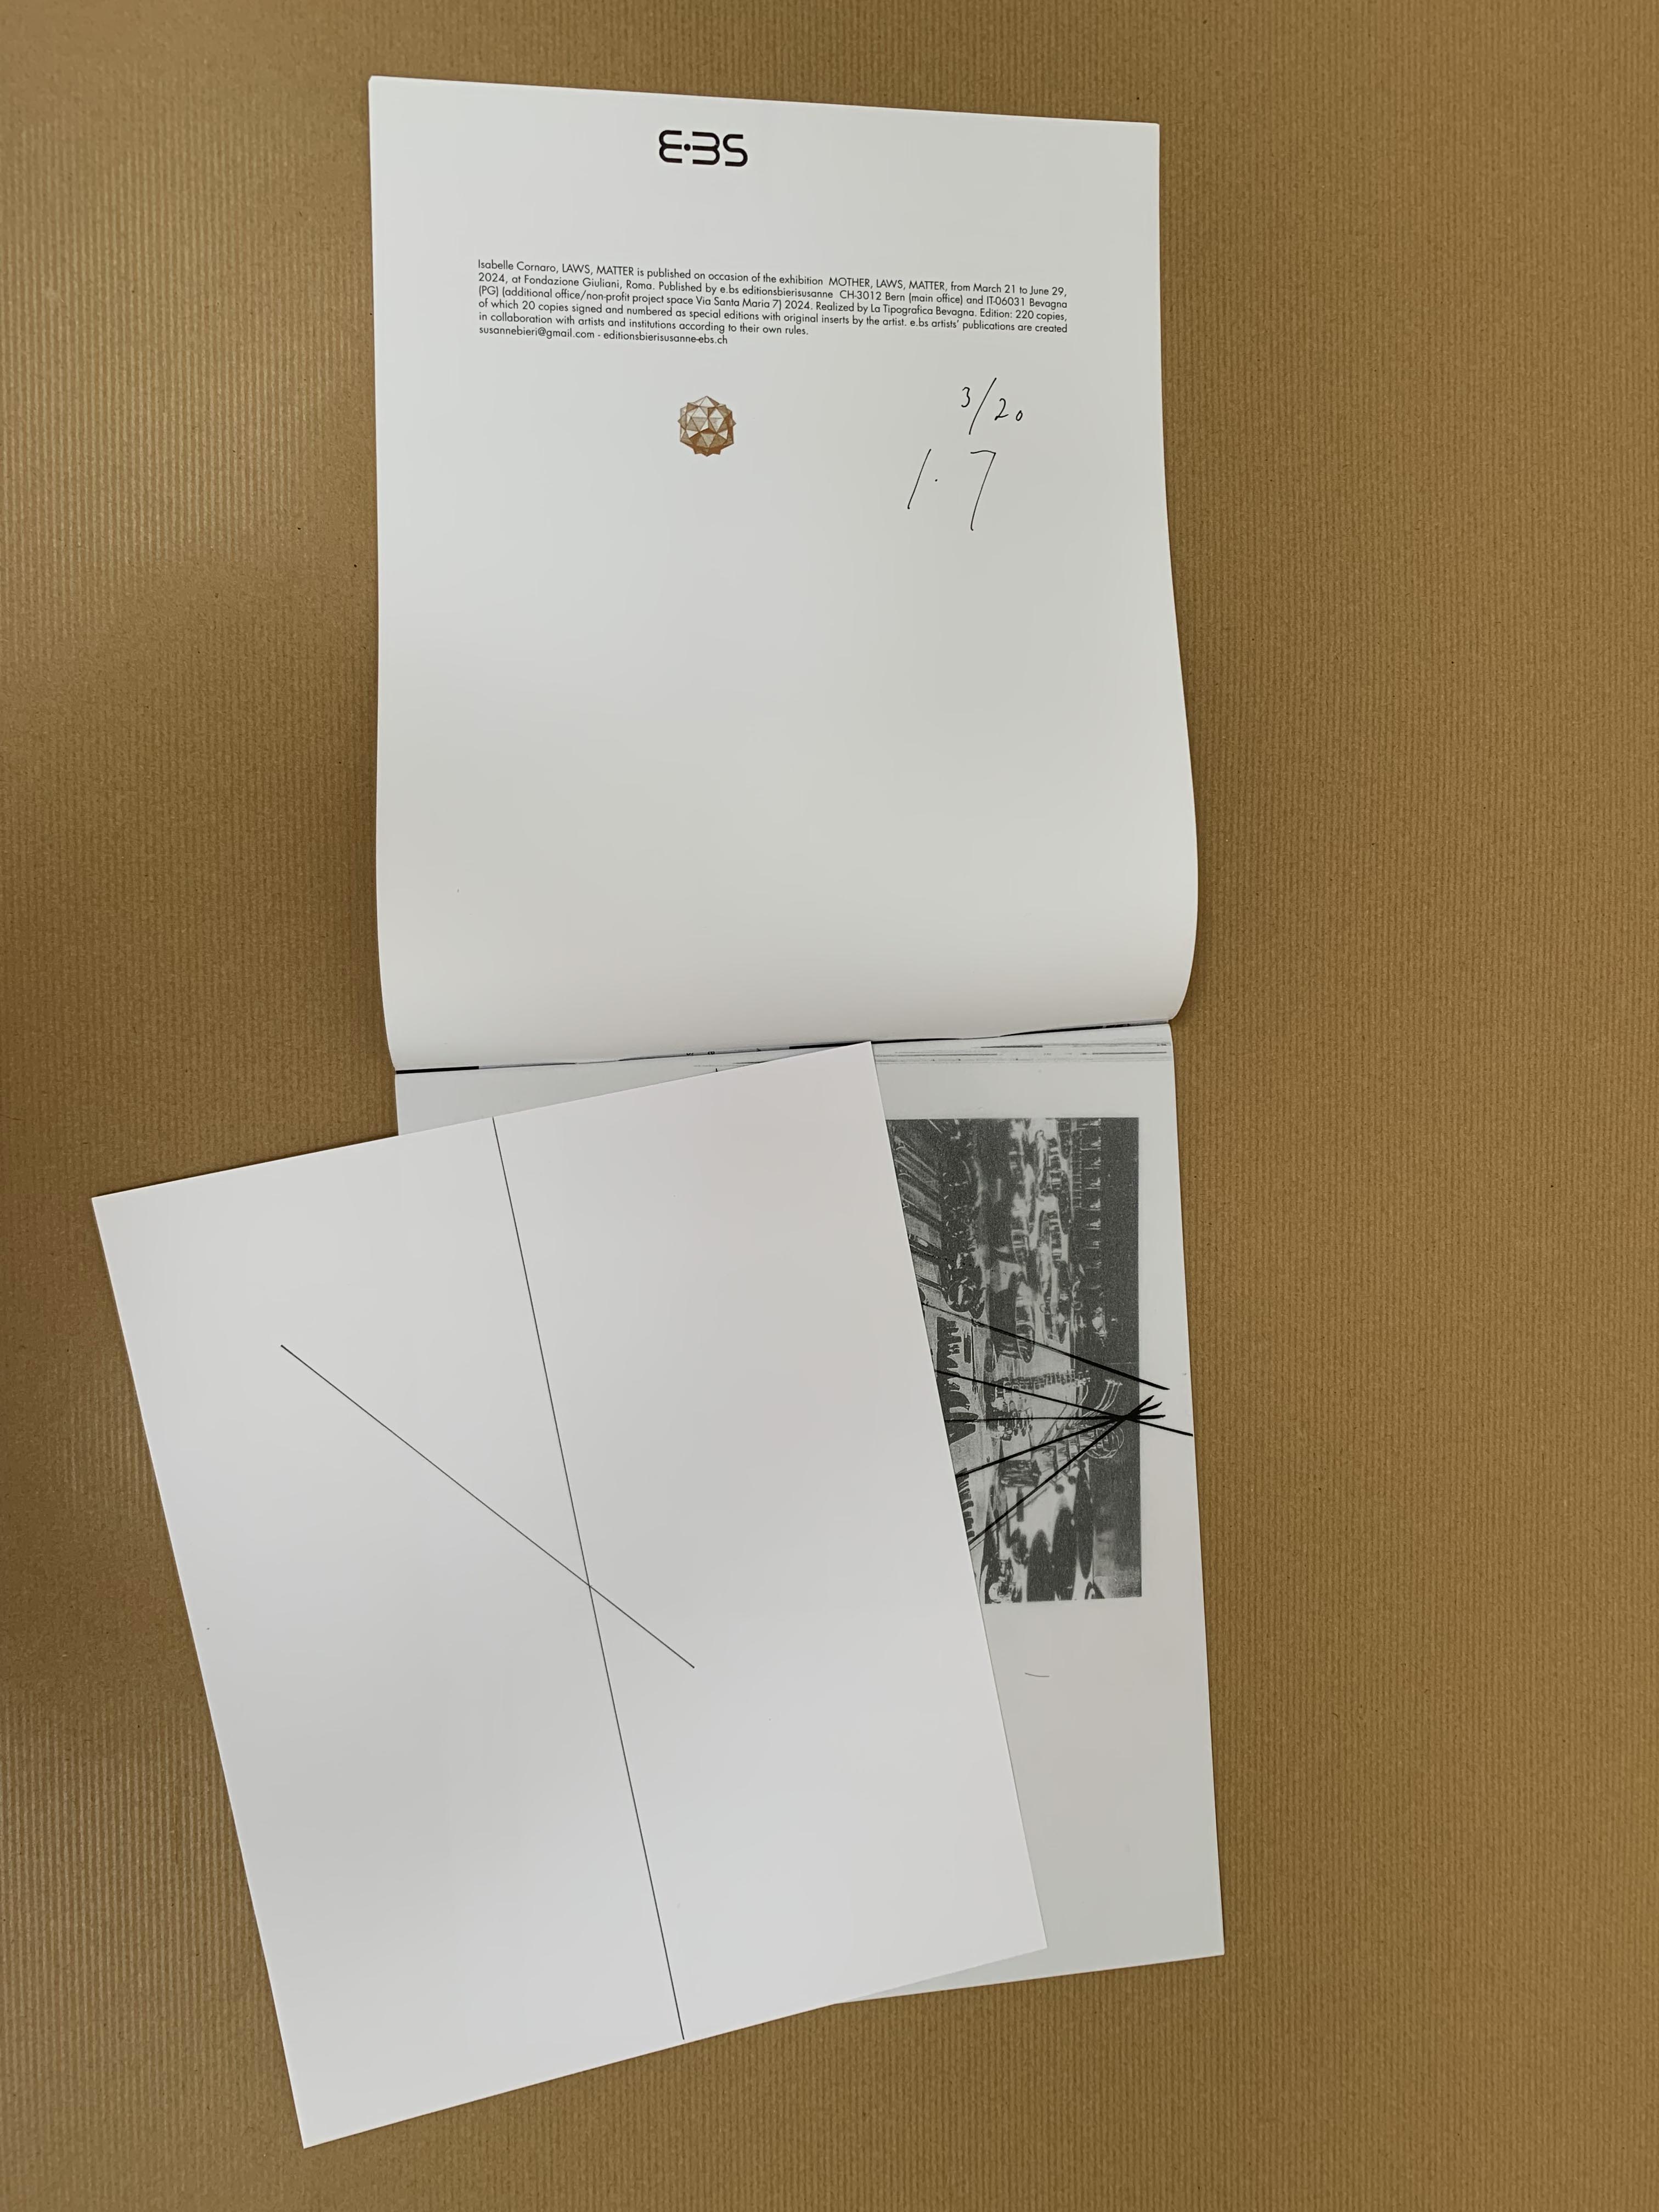 E·BS
Isabelle Cornaro, LAWS, MATTER is published on occasion of the exhibition MOTHER, LAWS, MATTER, from March 21 to June 29,
2024, at Fondazione Giuliani, Roma. Published by e.bs editionsbierisusanne CH-3012 Bern (main office) and IT-06031 Bevagna
(PG) (additional office/non-profit project space Via Santa Maria 7) 2024. Realized by La Tipografica Bevagna. Edition: 220 copies,
of which 20 copies signed and numbered as special editions with original inserts by the artist. e.bs artists' publications are created
in collaboration with artists and institutions according to their own rules.
susannebieri@gmail.com - editionsbierisusanne-ebs.ch
3/20